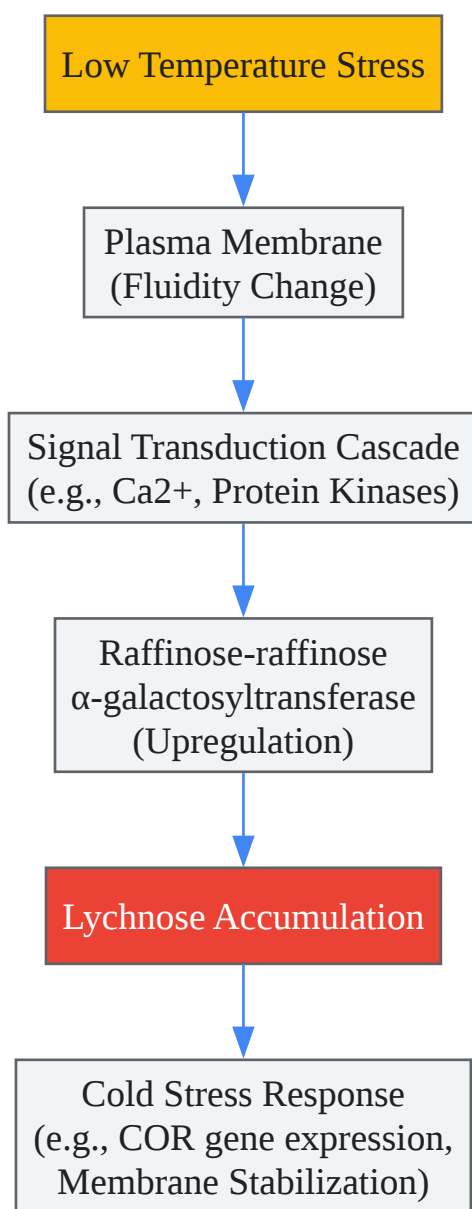 Low Temperature Stress
Plasma Membrane
(Fluidity Change)
Signal Transduction Cascade
(e.g., Ca2+, Protein Kinases)
Raffinose-raffinose
α-galactosyltransferase
(Upregulation)
Lychnose Accumulation
Cold Stress Response
(e.g., COR gene expression,
Membrane Stabilization)